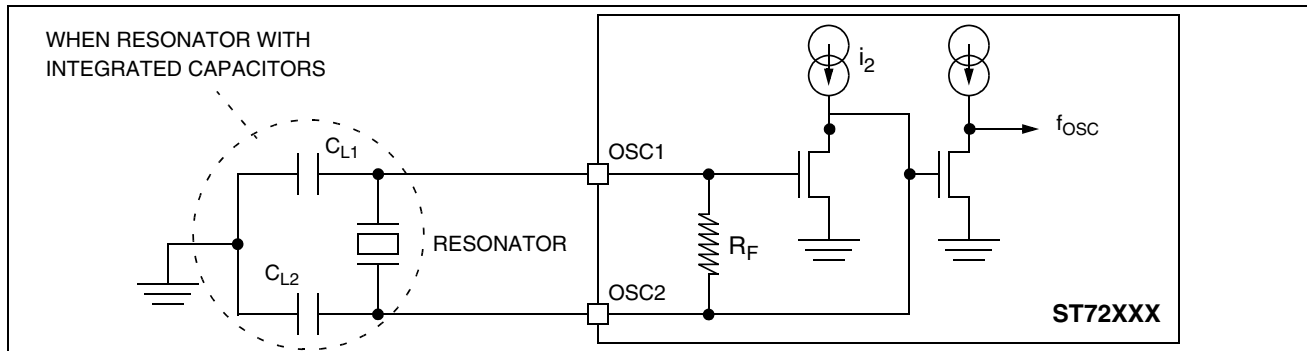 WHEN RESONATOR WITH
INTEGRATED CAPACITORS
i2
CL1
OSC1
fOSC
RESONATOR
RF
CL2
OSC2
ST72XXX